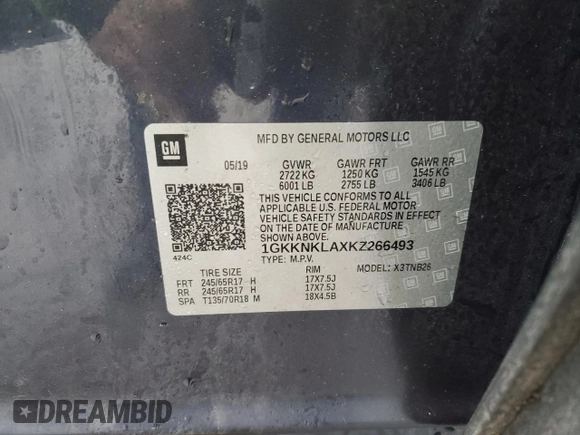 GM
MFD BY GENERAL MOTORS LLC
05/19 GVWR GAWR FRT GAWR RR
2722 KG 1250 KG 1545 KG
6001 LB 2755 LB 3406 LB
THIS VEHICLE CONFORMS TO ALL
APPLICABLE U.S. FEDERAL MOTOR
VEHICLE SAFETY STANDARDS IN EFFECT
ON THE DATE OF MANUFACTURE
SHOWN ABOVE.
1GKKNKLAXKZ266493
424C TYPE: M.P.V.
TIRE SIZE RIM MODEL: X3TNB26
FRT 245/65R17 H 17X7.5J
RR 245/65R17 H 17X7.5J
SPA T135/70R18 M 18X4.5B
DREAMBID